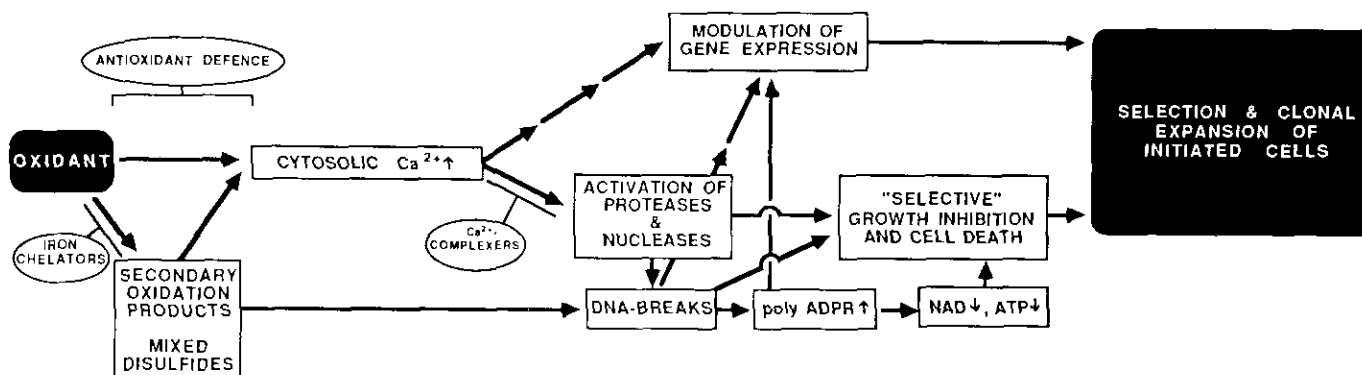 ANTIOXIDANT DEFENCE
OXIDANT
IRON
CHELATORS
SECONDARY
OXIDATION
PRODUCTS
MIXED
DISULFIDES
CYTOSOLIC Ca²⁺↑
Ca²⁺,
COMPLEXERS
MODULATION OF
GENE EXPRESSION
ACTIVATION OF
PROTEASES
&
NUCLEASES
DNA-BREAKS
poly ADPR↑
"SELECTIVE"
GROWTH INHIBITION
AND CELL DEATH
NAD↓, ATP↓
SELECTION & CLONAL
EXPANSION OF
INITIATED CELLS